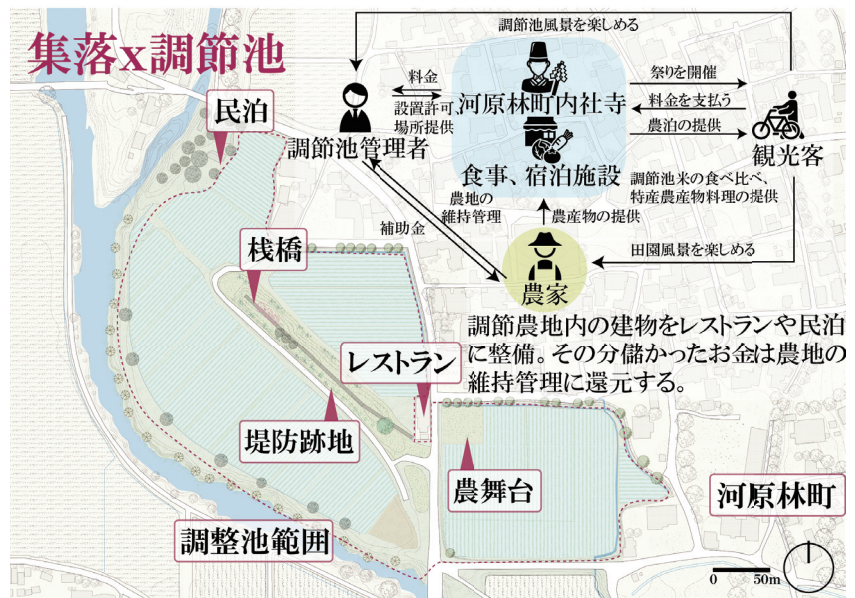 集落x調節池
調節池風景を楽しめる
民泊
料金
設置許可、
場所提供
調節池管理者
河原林町内社寺
食事、宿泊施設
祭りを開催
料金を支払う
農泊の提供
観光客
調節池米の食べ比べ、
特産農産物料理の提供
農地の
維持管理
補助金
農産物の提供
田園風景を楽しめる
農家
桟橋
調節農地内の建物をレストランや民泊
に整備。その分儲かったお金は農地の
維持管理に還元する。
レストラン
堤防跡地
農舞台
河原林町
調整池範囲
0 50m